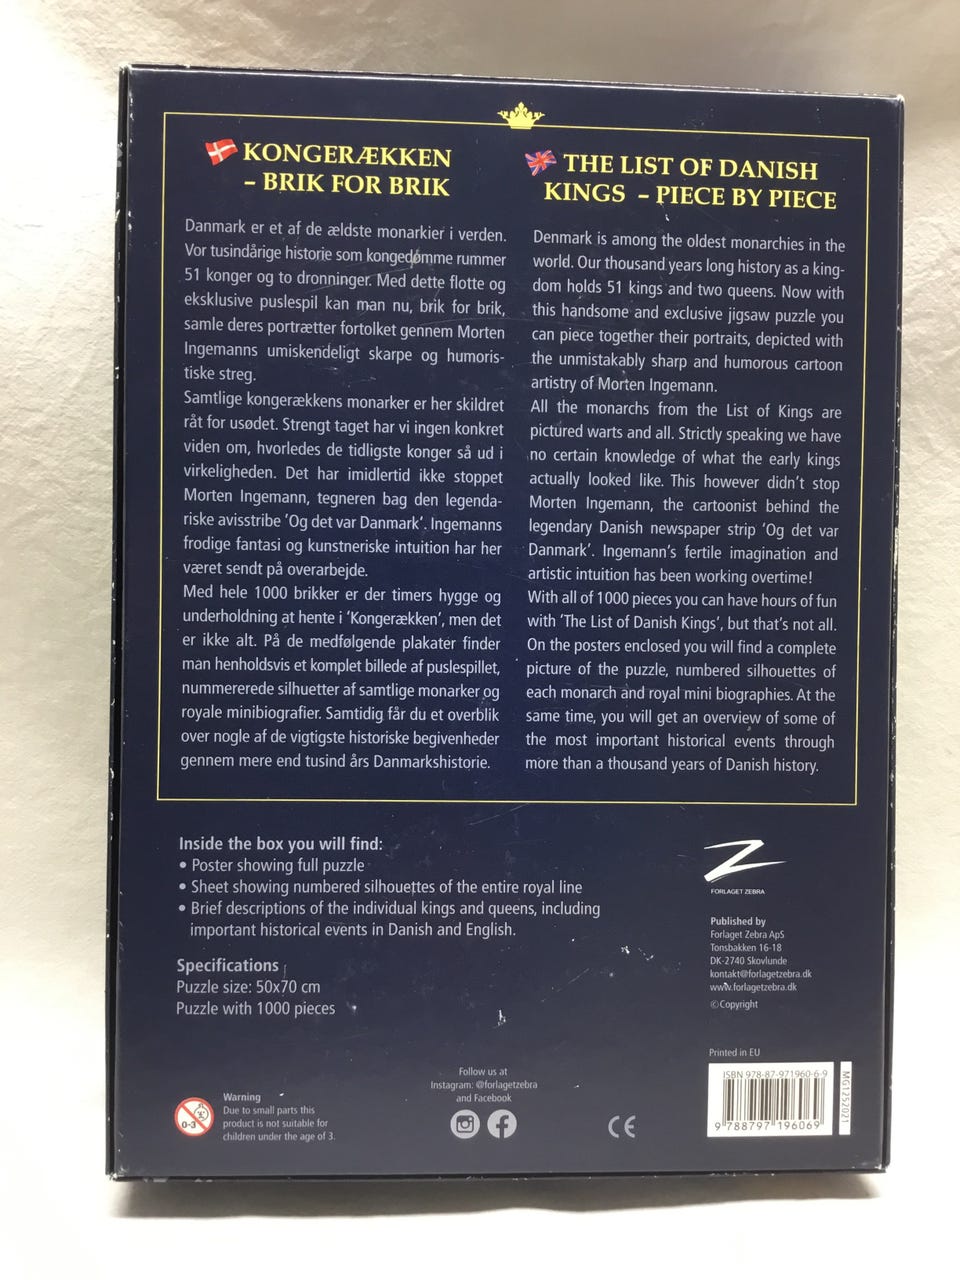 KONGERÆKKEN
– BRIK FOR BRIK
Danmark er et af de ældste monarkier i verden.
Vor tusindårige historie som kongedømme rummer
51 konger og to dronninger. Med dette flotte og
eksklusive puslespil kan man nu, brik for brik,
samle deres portrætter fortolket gennem Morten
Ingemanns umiskendeligt skarpe og humoris-
tiske streg.
Samtlige kongerækkens monarker er her skildret
råt for usødet. Strengt taget har vi ingen konkret
viden om, hvorledes de tidligste konger så ud i
virkeligheden. Det har imidlertid ikke stoppet
Morten Ingemann, tegneren bag den legenda-
riske avisstribe ’Og det var Danmark’. Ingemanns
frodige fantasi og kunstneriske intuition har her
været sendt på overarbejde.
Med hele 1000 brikker er der timers hygge og
underholdning at hente i ’Kongerækken’, men det
er ikke alt. På de medfølgende plakater finder
man henholdsvis et komplet billede af puslespillet,
nummererede silhuetter af samtlige monarker og
royale minibiografier. Samtidig får du et overblik
over nogle af de vigtigste historiske begivenheder
gennem mere end tusind års Danmarkshistorie.
THE LIST OF DANISH
KINGS – PIECE BY PIECE
Denmark is among the oldest monarchies in the
world. Our thousand years long history as a king-
dom holds 51 kings and two queens. Now with
this handsome and exclusive jigsaw puzzle you
can piece together their portraits, depicted with
the unmistakably sharp and humorous cartoon
artistry of Morten Ingemann.
All the monarchs from the List of Kings are
pictured warts and all. Strictly speaking we have
no certain knowledge of what the early kings
actually looked like. This however didn’t stop
Morten Ingemann, the cartoonist behind the
legendary Danish newspaper strip ’Og det var
Danmark’. Ingemann’s fertile imagination and
artistic intuition has been working overtime!
With all of 1000 pieces you can have hours of fun
with ’The List of Danish Kings’, but that’s not all.
On the posters enclosed you will find a complete
picture of the puzzle, numbered silhouettes of
each monarch and royal mini biographies. At the
same time, you will get an overview of some of
the most important historical events through
more than a thousand years of Danish history.
Inside the box you will find:
• Poster showing full puzzle
• Sheet showing numbered silhouettes of the entire royal line
• Brief descriptions of the individual kings and queens, including
important historical events in Danish and English.
Specifications
Puzzle size: 50x70 cm
Puzzle with 1000 pieces
FORLAGET ZEBRA
Published by
Forlaget Zebra ApS
Tonsbakken 16-18
DK-2740 Skovlunde
kontakt@forlagetzebra.dk
www.forlagetzebra.dk
©Copyright
Printed in EU
ISBN 978-87-971960-6-9
9 788797 196069
MG1252021
0-3
Warning
Due to small parts this
product is not suitable for
children under the age of 3.
Follow us at
Instagram: @forlagetzebra
and Facebook
CE